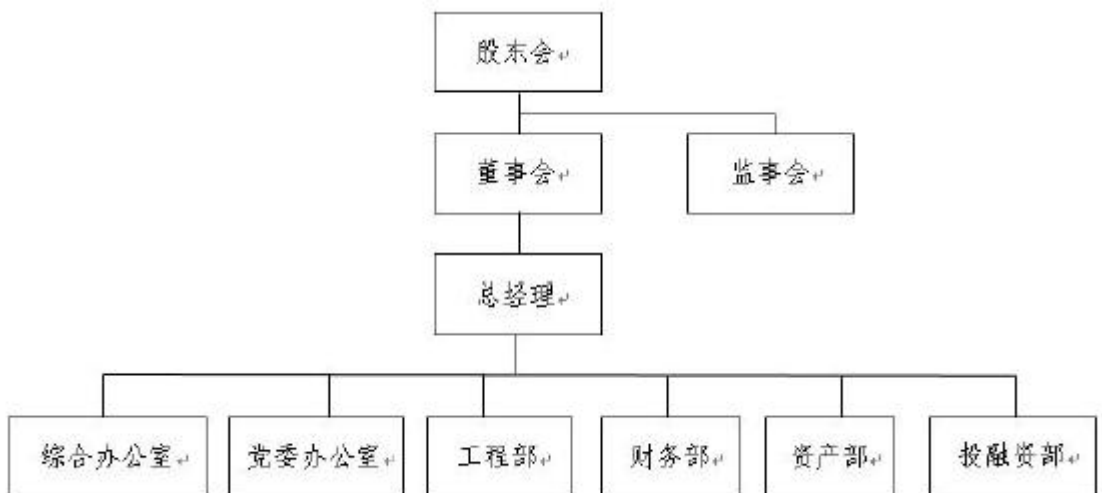 股东会
董事会
监事会
总经理
综合办公室
党委办公室
工程部
财务部
资产部
投融资部